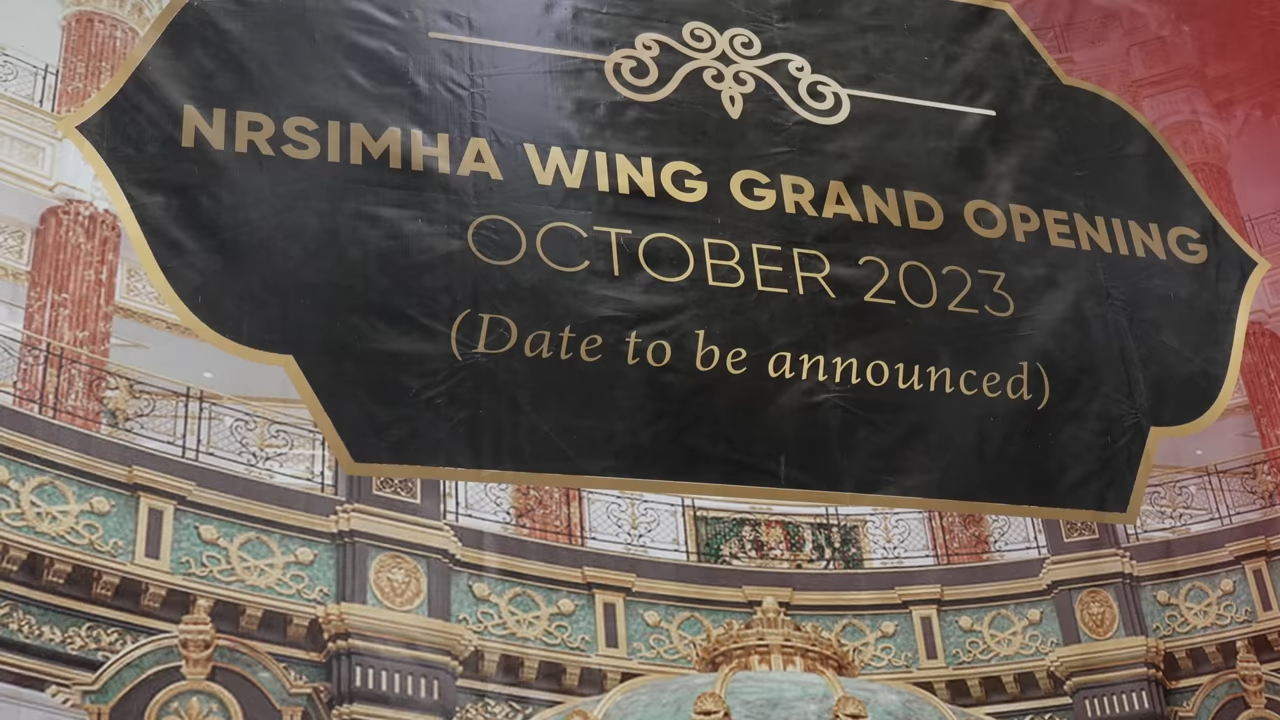 NRSIMHA WING GRAND OPENING
OCTOBER 2023
(Date to be announced)